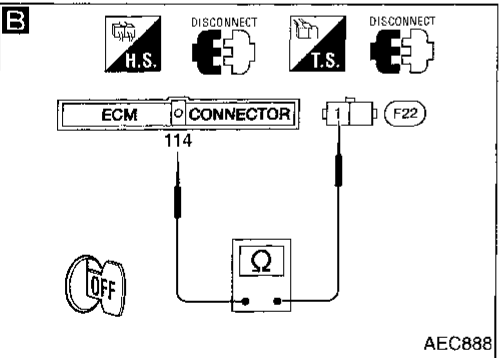 B
DISCONNECT
DISCONNECT
H.S.
T.S.
ECM CONNECTOR
1
F22
114
Ω
OFF
AEC888